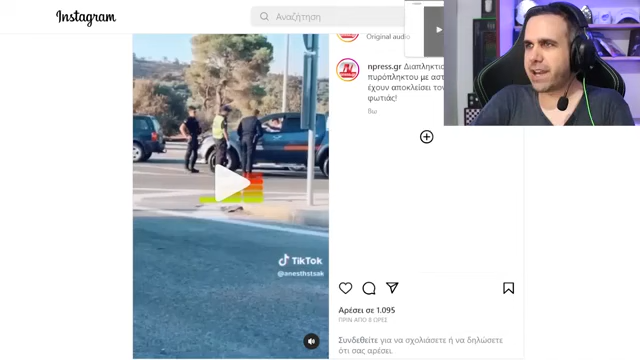 Instagram
Αναζήτηση
Original audio
npress.gr Διαπληκτισ
πυρόπληκτου με αστ
έχουν αποκλείσει τον
φωτιάς!
8ω
TikTok
@anesthstsak
Αρέσει σε 1.095
ΠΡΙΝ ΑΠΟ 8 ΩΡΕΣ
Συνδεθείτε για να σχολιάσετε ή να δηλώσετε
ότι σας αρέσει.